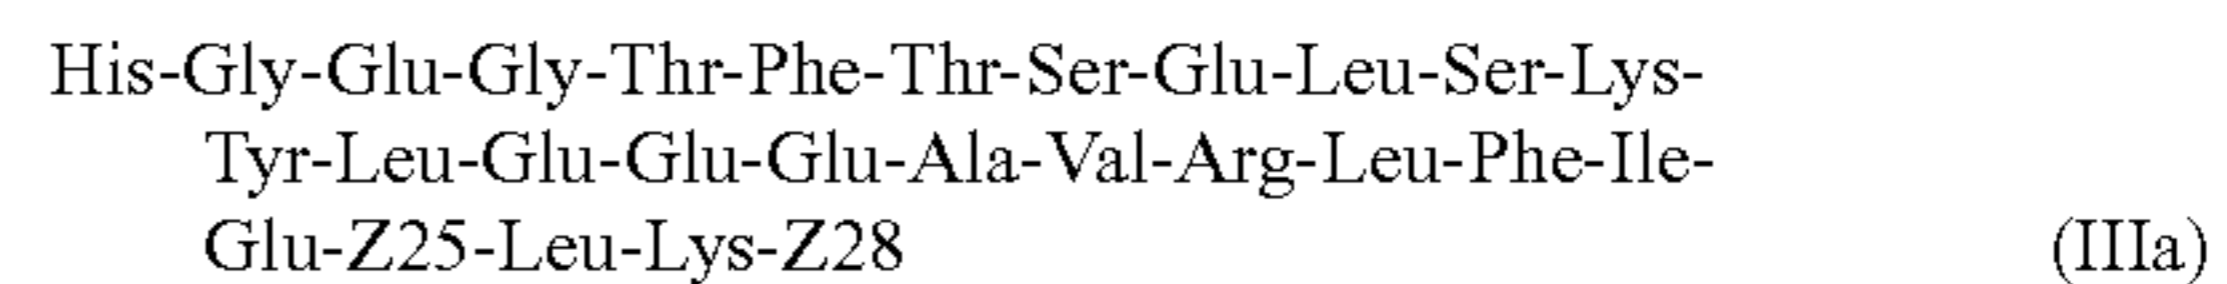 His-Gly-Glu-Gly-Thr-Phe-Thr-Ser-Glu-Leu-Ser-Lys-
Tyr-Leu-Glu-Glu-Glu-Ala-Val-Arg-Leu-Phe-Ile-
Glu-Z25-Leu-Lys-Z28 (IIIa)